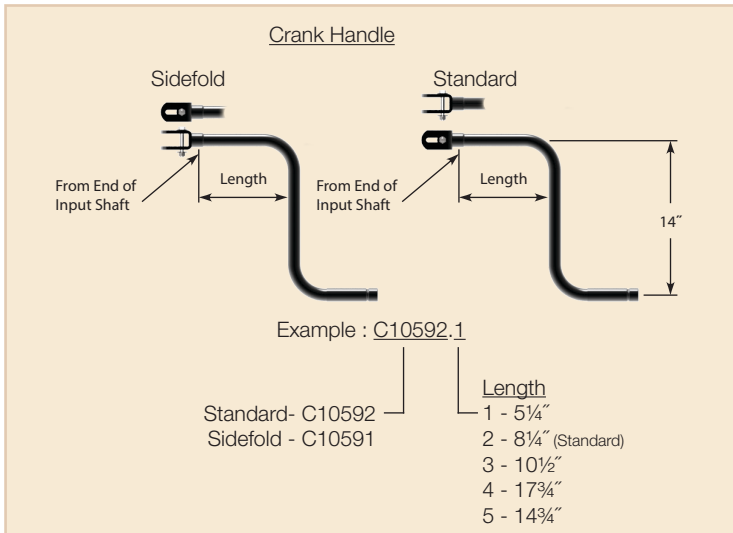 Crank Handle
Sidefold
Standard
From End of
Input Shaft
Length
From End of
Input Shaft
Length
14˝
Example : C10592.1
Standard- C10592
Sidefold - C10591
Length
1 - 5¼˝
2 - 8¼˝ (Standard)
3 - 10½˝
4 - 17¾˝
5 - 14¾˝